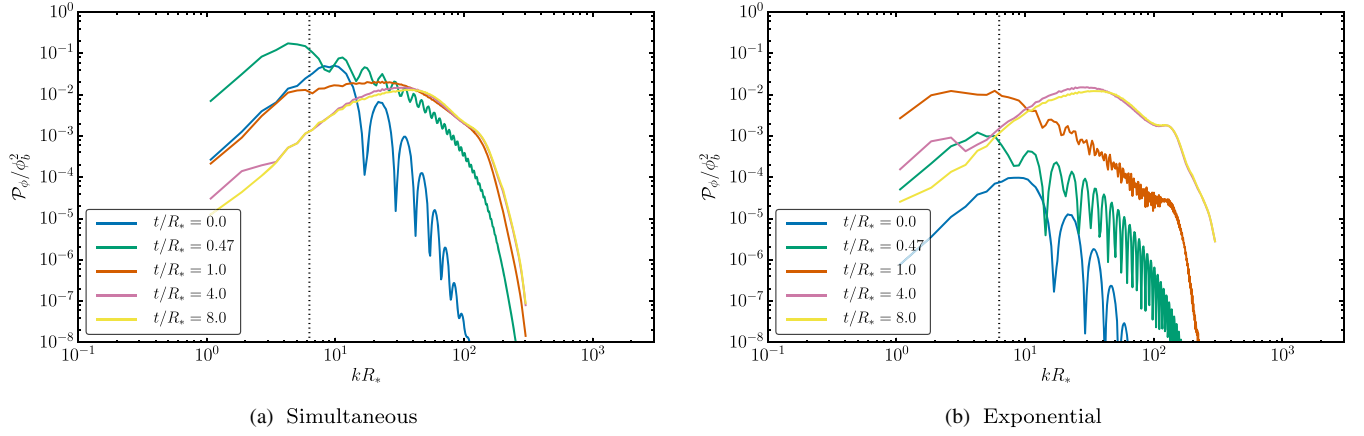 10^0
10^{-1}
10^{-2}
10^{-3}
10^{-4}
10^{-5}
10^{-6}
10^{-7}
10^{-8}
P_ϕ/ϕ_b^2
t/R_* = 0.0
t/R_* = 0.47
t/R_* = 1.0
t/R_* = 4.0
t/R_* = 8.0
10^{-1} 10^0 10^1 10^2 10^3
kR_*
(a) Simultaneous
10^0
10^{-1}
10^{-2}
10^{-3}
10^{-4}
10^{-5}
10^{-6}
10^{-7}
10^{-8}
P_ϕ/ϕ_b^2
t/R_* = 0.0
t/R_* = 0.47
t/R_* = 1.0
t/R_* = 4.0
t/R_* = 8.0
10^{-1} 10^0 10^1 10^2 10^3
kR_*
(b) Exponential